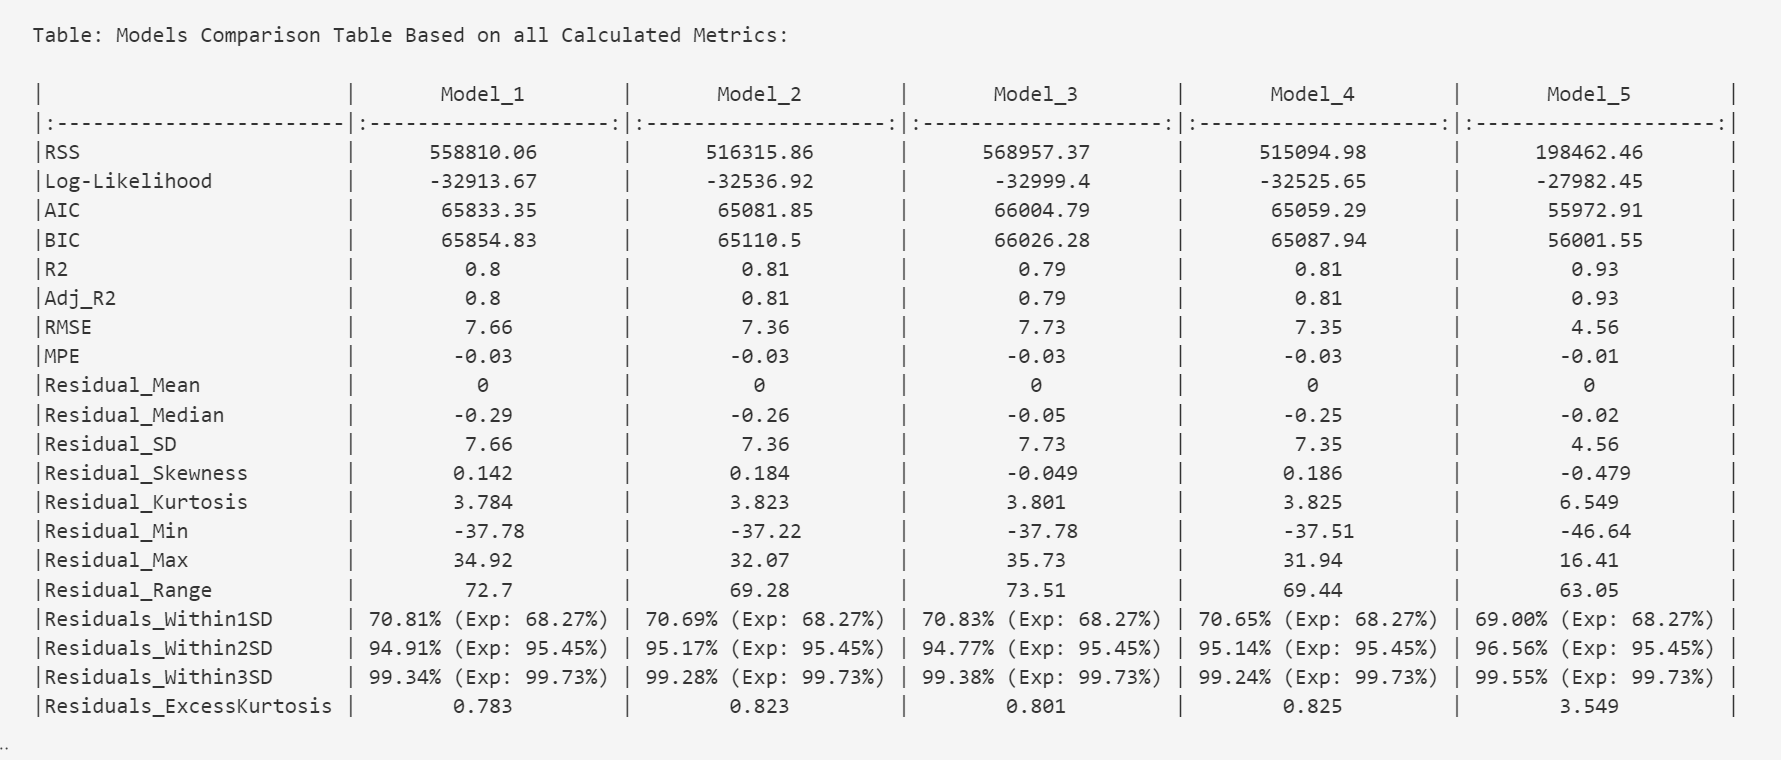 Table: Models Comparison Table Based on all Calculated Metrics:
| | Model_1 | Model_2 | Model_3 | Model_4 | Model_5 |
|:------------------------|:--------------------:|:--------------------:|:--------------------:|:--------------------:|:--------------------:|
|RSS | 558810.06 | 516315.86 | 568957.37 | 515094.98 | 198462.46 |
|Log-Likelihood | -32913.67 | -32536.92 | -32999.4 | -32525.65 | -27982.45 |
|AIC | 65833.35 | 65081.85 | 66004.79 | 65059.29 | 55972.91 |
|BIC | 65854.83 | 65110.5 | 66026.28 | 65087.94 | 56001.55 |
|R2 | 0.8 | 0.81 | 0.79 | 0.81 | 0.93 |
|Adj_R2 | 0.8 | 0.81 | 0.79 | 0.81 | 0.93 |
|RMSE | 7.66 | 7.36 | 7.73 | 7.35 | 4.56 |
|MPE | -0.03 | -0.03 | -0.03 | -0.03 | -0.01 |
|Residual_Mean | 0 | 0 | 0 | 0 | 0 |
|Residual_Median | -0.29 | -0.26 | -0.05 | -0.25 | -0.02 |
|Residual_SD | 7.66 | 7.36 | 7.73 | 7.35 | 4.56 |
|Residual_Skewness | 0.142 | 0.184 | -0.049 | 0.186 | -0.479 |
|Residual_Kurtosis | 3.784 | 3.823 | 3.801 | 3.825 | 6.549 |
|Residual_Min | -37.78 | -37.22 | -37.78 | -37.51 | -46.64 |
|Residual_Max | 34.92 | 32.07 | 35.73 | 31.94 | 16.41 |
|Residual_Range | 72.7 | 69.28 | 73.51 | 69.44 | 63.05 |
|Residuals_Within1SD | 70.81% (Exp: 68.27%) | 70.69% (Exp: 68.27%) | 70.83% (Exp: 68.27%) | 70.65% (Exp: 68.27%) | 69.00% (Exp: 68.27%) |
|Residuals_Within2SD | 94.91% (Exp: 95.45%) | 95.17% (Exp: 95.45%) | 94.77% (Exp: 95.45%) | 95.14% (Exp: 95.45%) | 96.56% (Exp: 95.45%) |
|Residuals_Within3SD | 99.34% (Exp: 99.73%) | 99.28% (Exp: 99.73%) | 99.38% (Exp: 99.73%) | 99.24% (Exp: 99.73%) | 99.55% (Exp: 99.73%) |
|Residuals_ExcessKurtosis | 0.783 | 0.823 | 0.801 | 0.825 | 3.549 |
..